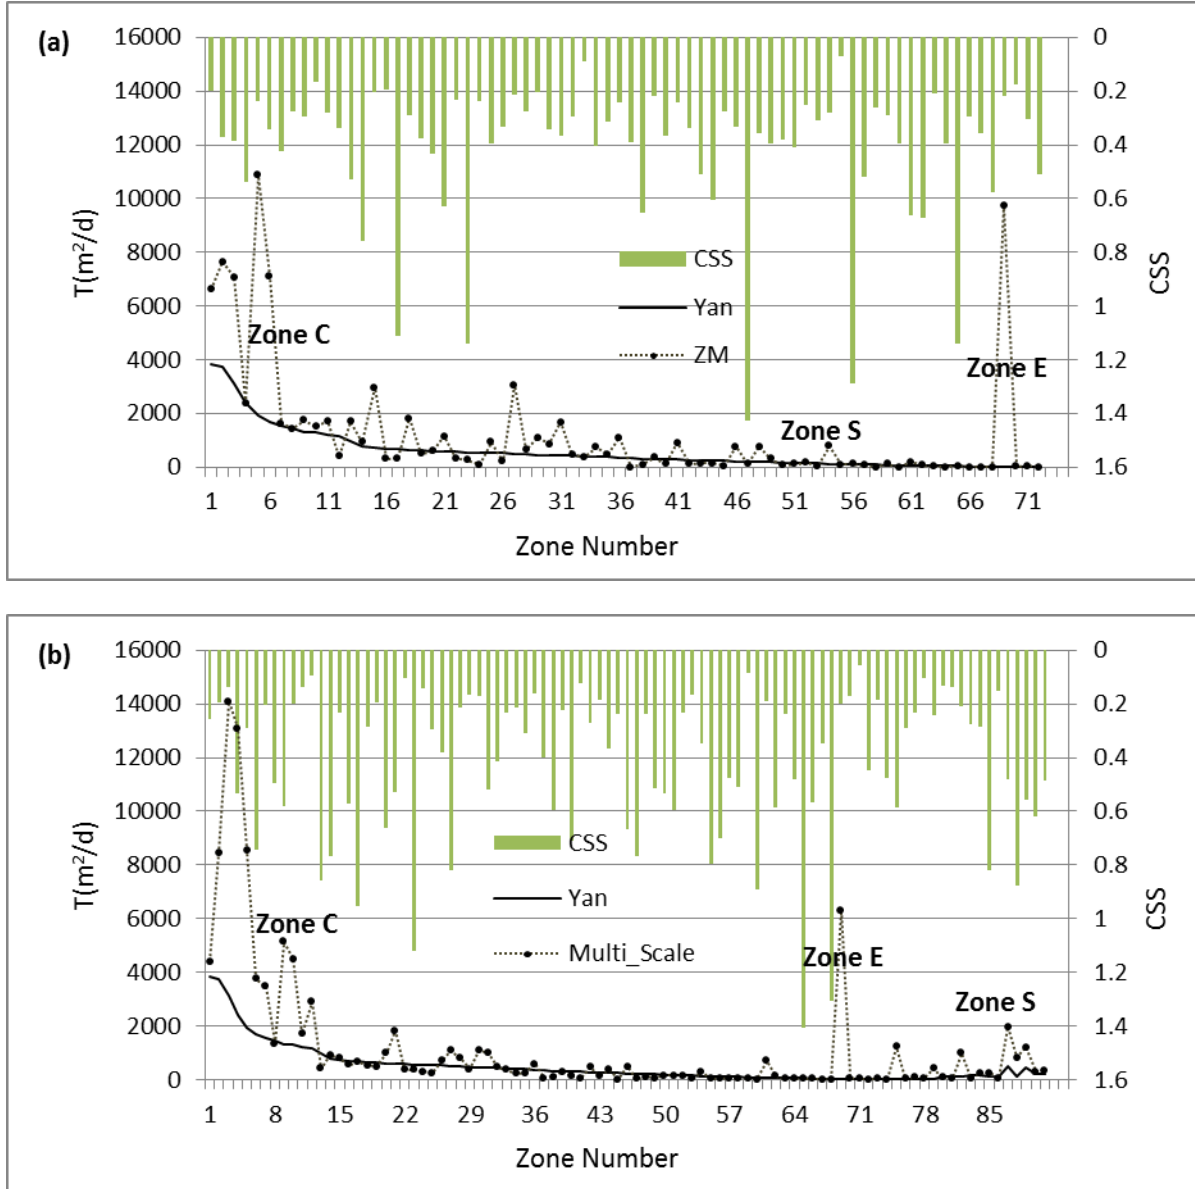 (a)
16000
14000
12000
10000
8000
6000
4000
2000
0
T(m²/d)
0
0.2
0.4
0.6
0.8
1
1.2
1.4
1.6
CSS
CSS
Yan
ZM
Zone C
Zone S
Zone E
1 6 11 16 21 26 31 36 41 46 51 56 61 66 71
Zone Number
(b)
16000
14000
12000
10000
8000
6000
4000
2000
0
T(m²/d)
0
0.2
0.4
0.6
0.8
1
1.2
1.4
1.6
CSS
CSS
Yan
Multi_Scale
Zone C
Zone E
Zone S
1 8 15 22 29 36 43 50 57 64 71 78 85
Zone Number